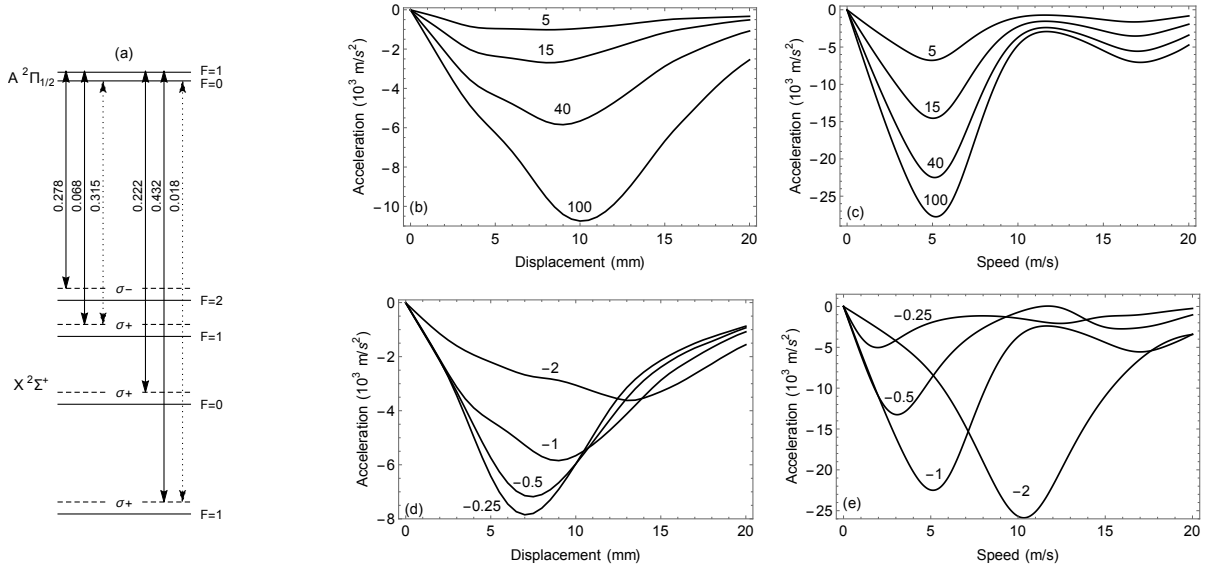 (a)
A ²Π₁/₂
F=1
F=0
0.278
0.068
0.315
0.222
0.432
0.018
σ−
F=2
σ+
F=1
X ²Σ⁺
σ+
F=0
σ+
F=1
Acceleration (10³ m/s²)
0
−2
−4
−6
−8
−10
5
15
40
100
(b)
0 5 10 15 20
Displacement (mm)
Acceleration (10³ m/s²)
0
−5
−10
−15
−20
−25
5
15
40
100
(c)
0 5 10 15 20
Speed (m/s)
Acceleration (10³ m/s²)
0
−2
−4
−6
−8
−2
−1
−0.5
−0.25
(d)
0 5 10 15 20
Displacement (mm)
Acceleration (10³ m/s²)
0
−5
−10
−15
−20
−25
−0.25
−0.5
−1
−2
(e)
0 5 10 15 20
Speed (m/s)